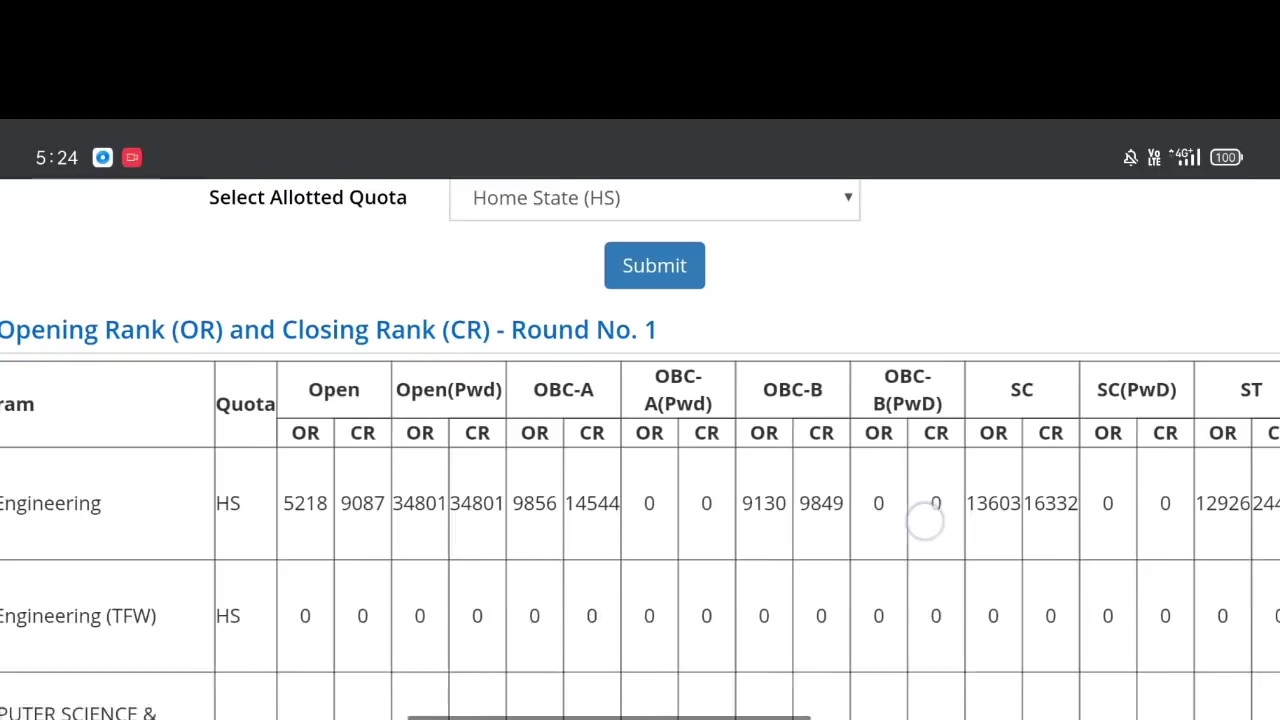 5:24 Vo LTE 4G+ 100
Select Allotted Quota Home State (HS)
Submit
Opening Rank (OR) and Closing Rank (CR) - Round No. 1
Quota Open Open(Pwd) OBC-A OBC-A(Pwd) OBC-B OBC-B(PwD) SC SC(PwD) ST
OR CR OR CR OR CR OR CR OR CR OR CR OR CR OR CR OR
Engineering HS 5218 9087 34801 34801 9856 14544 0 0 9130 9849 0 0 13603 16332 0 0 12926
Engineering (TFW) HS 0 0 0 0 0 0 0 0 0 0 0 0 0 0 0 0 0
SCIENCE &